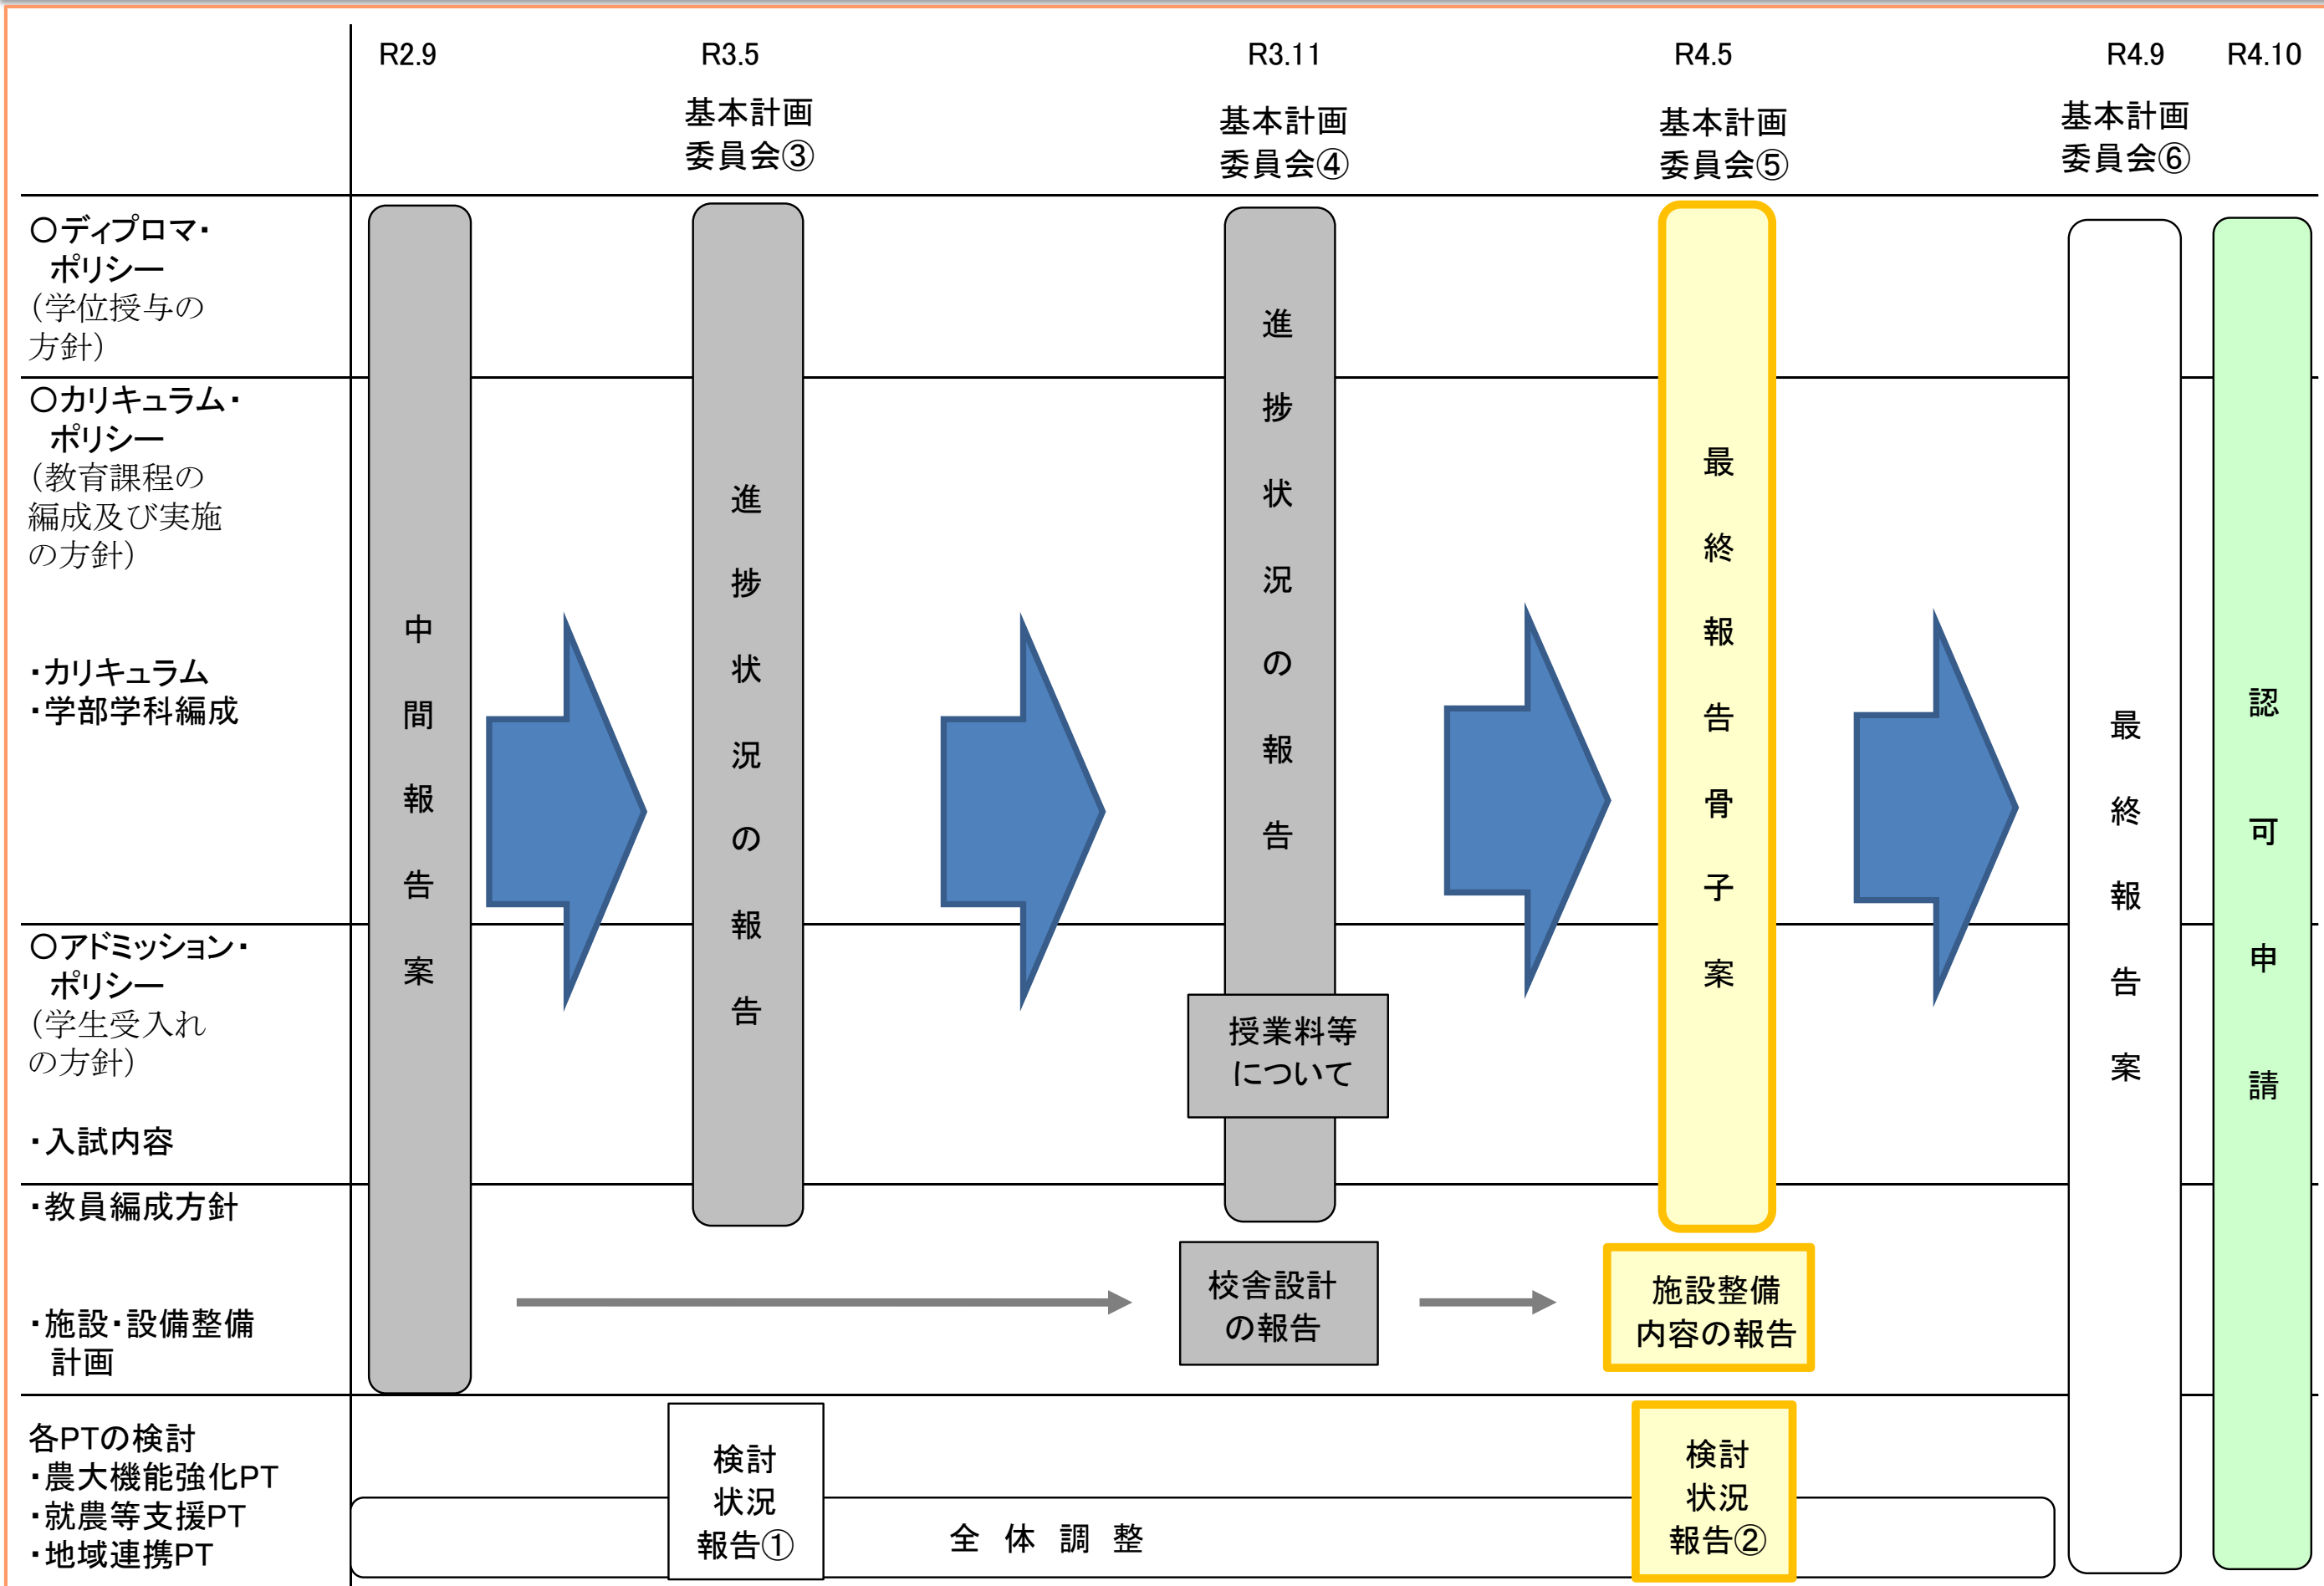 R2.9
R3.5
R3.11
R4.5
R4.9
R4.10
基本計画
委員会③
基本計画
委員会④
基本計画
委員会⑤
基本計画
委員会⑥
○ディプロマ・
ポリシー
(学位授与の
方針)
○カリキュラム・
ポリシー
(教育課程の
編成及び実施
の方針)
・カリキュラム
・学部学科編成
○アドミッション・
ポリシー
(学生受入れ
の方針)
・入試内容
・教員編成方針
・施設・設備整備
計画
各PTの検討
・農大機能強化PT
・就農等支援PT
・地域連携PT
中間報告案
進捗状況の報告
進捗状況の報告
授業料等
について
校舎設計
の報告
最終報告骨子案
施設整備
内容の報告
最終報告案
認可申請
検討
状況
報告①
全体調整
検討
状況
報告②